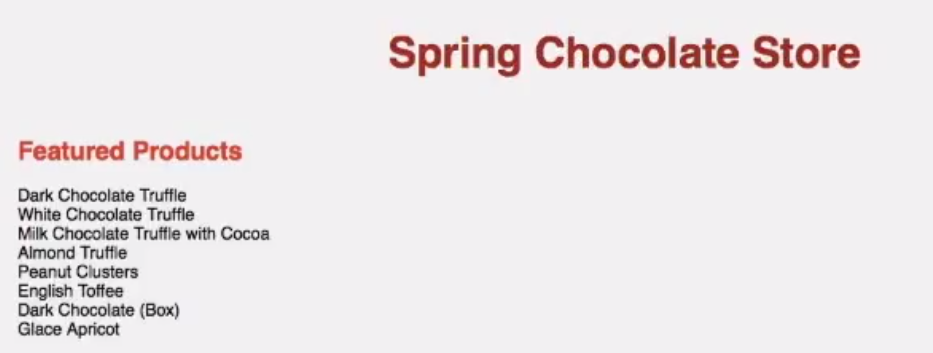 Spring Chocolate Store
Featured Products
Dark Chocolate Truffle
White Chocolate Truffle
Milk Chocolate Truffle with Cocoa
Almond Truffle
Peanut Clusters
English Toffee
Dark Chocolate (Box)
Glace Apricot